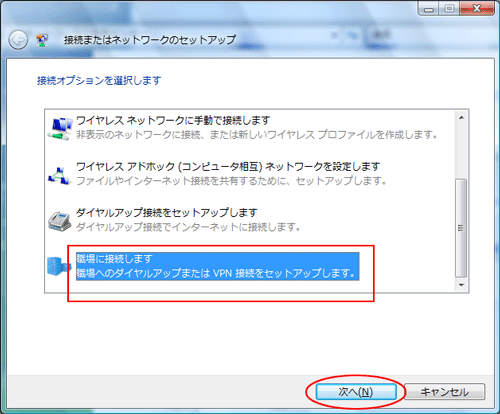 接続またはネットワークのセットアップ
接続オプションを選択します
ワイヤレス ネットワークに手動で接続します
非表示のネットワークに接続、または新しいワイヤレス プロファイルを作成します。
ワイヤレス アドホック (コンピュータ相互) ネットワークを設定します
ファイルやインターネット接続を共有するために、セットアップします。
ダイヤルアップ接続をセットアップします
ダイヤルアップ接続でインターネットに接続します。
職場に接続します
職場へのダイヤルアップまたは VPN 接続をセットアップします。
次へ(N) キャンセル